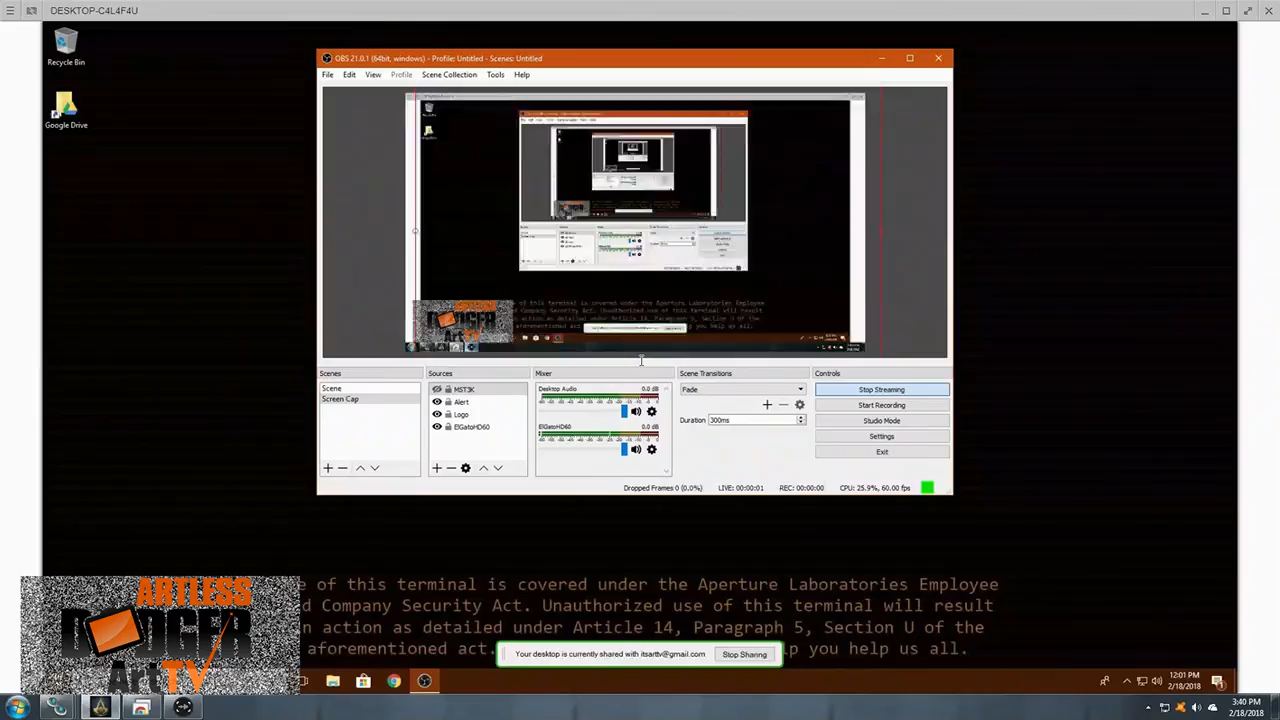 DESKTOP-C4L4F4U
Recycle Bin
Google Drive
OBS 21.0.1 (64bit, windows) - Profile: Untitled - Scenes: Untitled
File Edit View Profile Scene Collection Tools Help
Scenes Sources Mixer Scene Transitions Controls
Scene
Screen Cap
MST3K
Alert
Logo
ElGatoHD60
Desktop Audio 0.0 dB
ElGatoHD60 0.0 dB
Fade
Duration 300ms
Stop Streaming
Start Recording
Studio Mode
Settings
Exit
Dropped Frames 0 (0.0%) LIVE: 00:00:01 REC: 00:00:00 CPU: 25.9%, 60.00 fps
e of this terminal is covered under the Aperture Laboratories Employee
d Company Security Act. Unauthorized use of this terminal will result
n action as detailed under Article 14, Paragraph 5, Section U of the
aforementioned act. p you help us all.
Your desktop is currently shared with itsarttv@gmail.com Stop Sharing
ARTLESS
DODGER
ArtTV
12:01 PM
2/18/2018
3:40 PM
2/18/2018